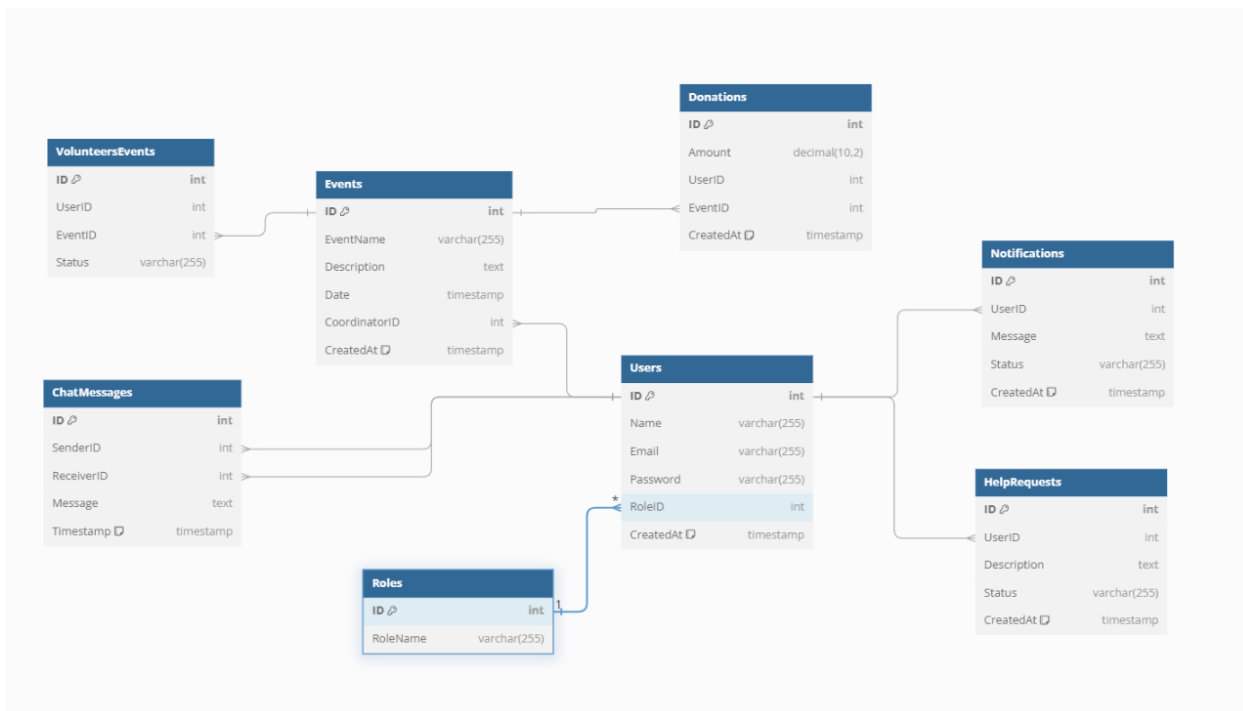 VolunteersEvents
ID int
UserID int
EventID int
Status varchar(255)
Events
ID int
EventName varchar(255)
Description text
Date timestamp
CoordinatorID int
CreatedAt timestamp
Donations
ID int
Amount decimal(10,2)
UserID int
EventID int
CreatedAt timestamp
Notifications
ID int
UserID int
Message text
Status varchar(255)
CreatedAt timestamp
ChatMessages
ID int
SenderID int
ReceiverID int
Message text
Timestamp timestamp
Users
ID int
Name varchar(255)
Email varchar(255)
Password varchar(255)
* RoleID int
CreatedAt timestamp
HelpRequests
ID int
UserID int
Description text
Status varchar(255)
CreatedAt timestamp
Roles
ID int 1
RoleName varchar(255)